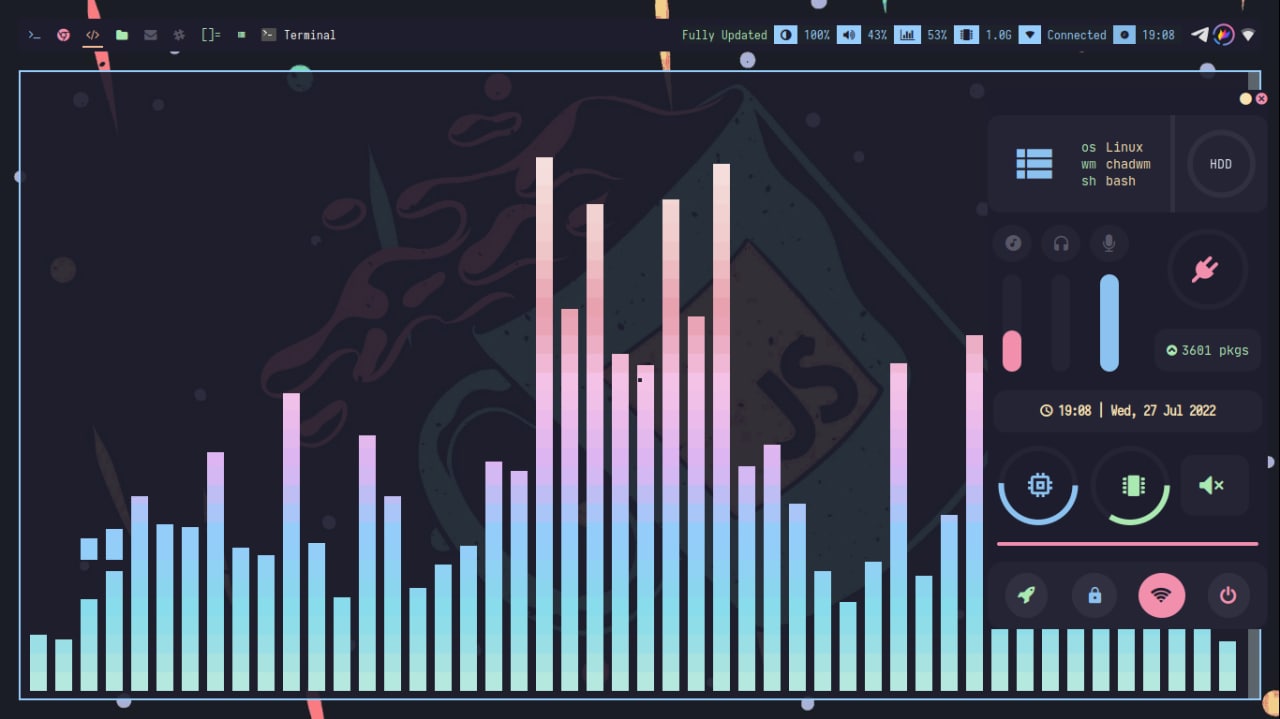 >_ </> []= >_ Terminal Fully Updated 100% 43% 53% 1.0G Connected 19:08
os Linux
wm chadwm
sh bash
HDD
3601 pkgs
19:08 | Wed, 27 Jul 2022
JS